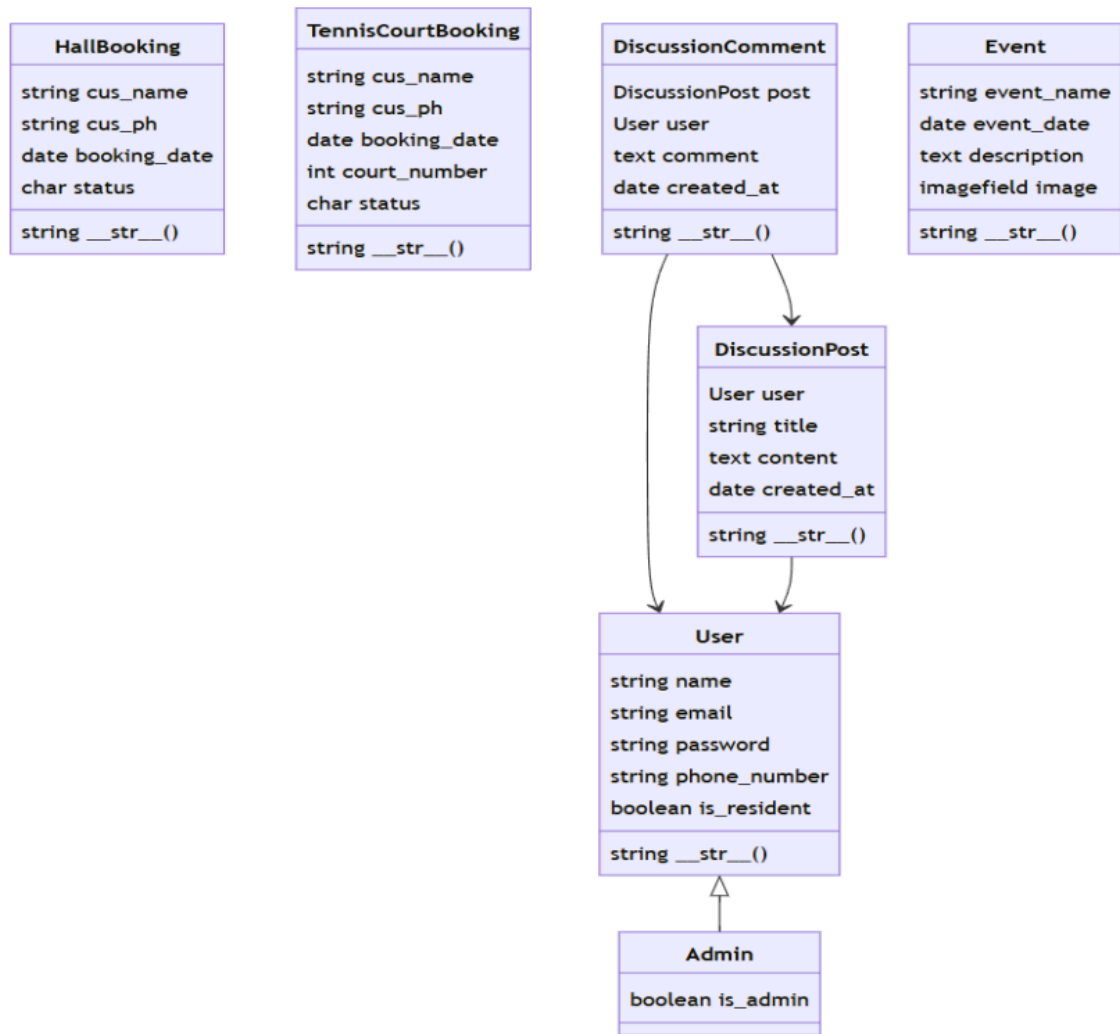 HallBooking
string cus_name
string cus_ph
date booking_date
char status
string __str__()
TennisCourtBooking
string cus_name
string cus_ph
date booking_date
int court_number
char status
string __str__()
DiscussionComment
DiscussionPost post
User user
text comment
date created_at
string __str__()
Event
string event_name
date event_date
text description
imagefield image
string __str__()
DiscussionPost
User user
string title
text content
date created_at
string __str__()
User
string name
string email
string password
string phone_number
boolean is_resident
string __str__()
Admin
boolean is_admin